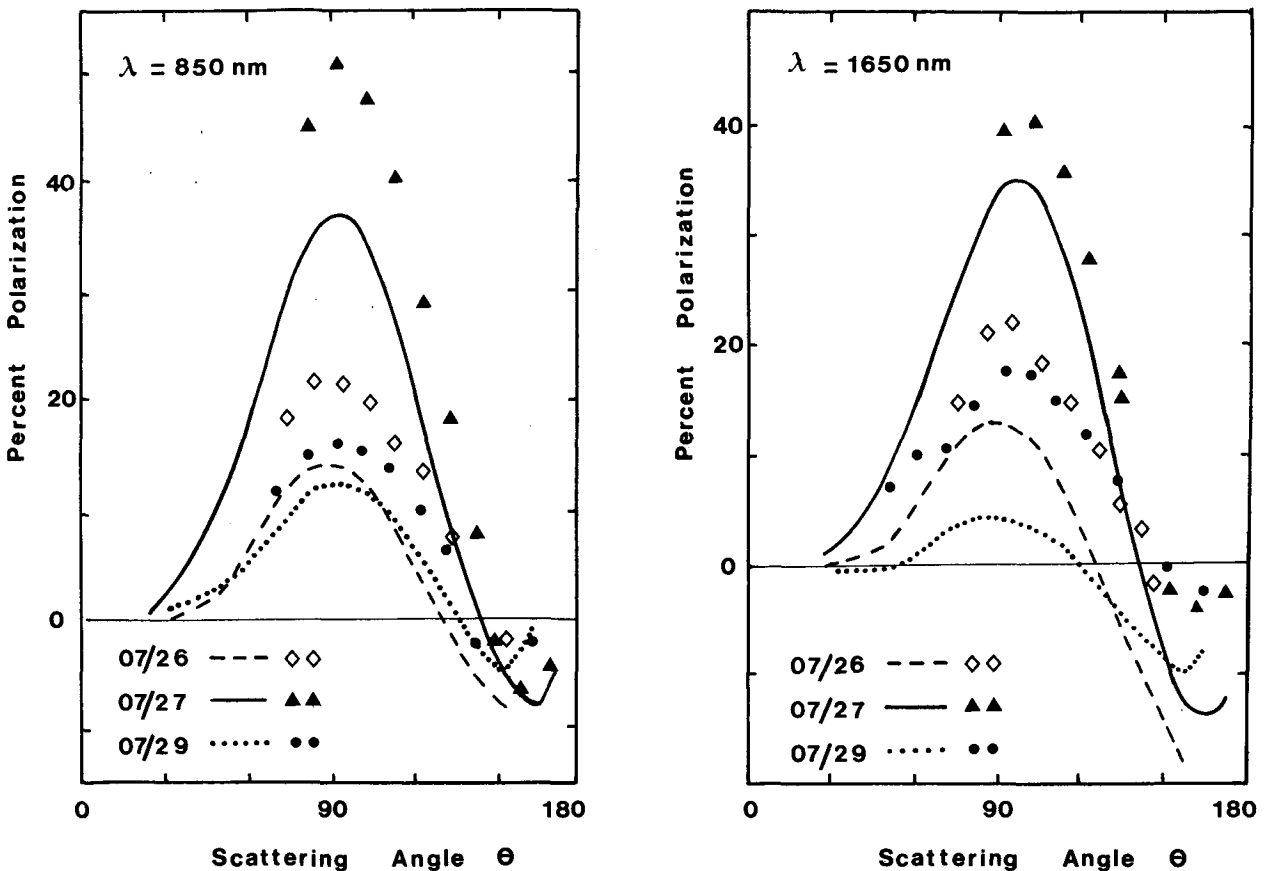 λ = 850 nm
Percent Polarization
40
20
0
07/26
07/27
07/29
0 90 180
Scattering Angle Θ
λ = 1650 nm
Percent Polarization
40
20
0
07/26
07/27
07/29
0 90 180
Scattering Angle Θ